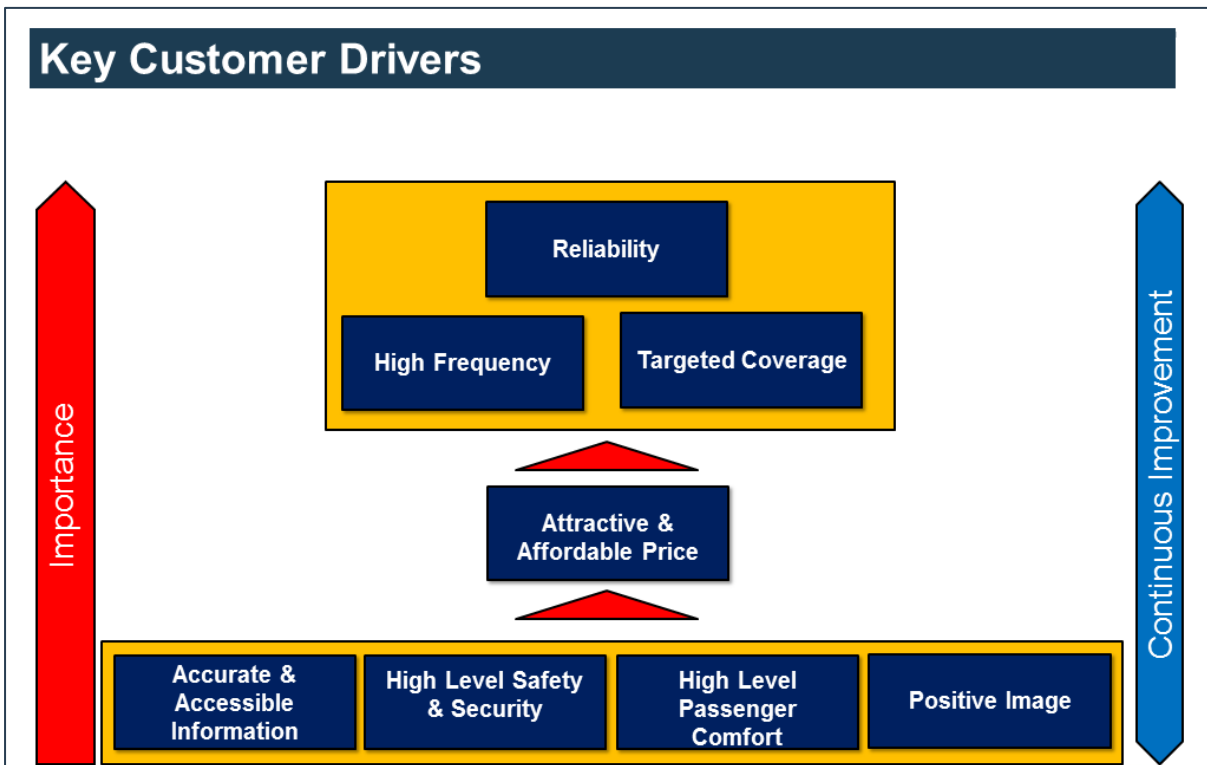 Key Customer Drivers
Importance
Reliability
High Frequency
Targeted Coverage
Attractive &
Affordable Price
Accurate &
Accessible
Information
High Level Safety
& Security
High Level
Passenger
Comfort
Positive Image
Continuous Improvement